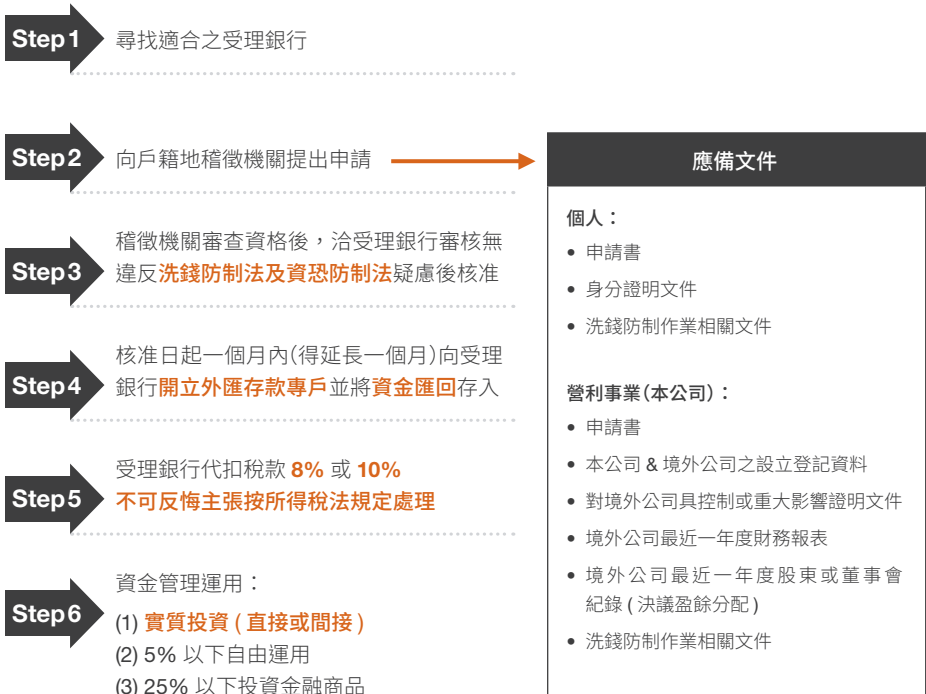 Step1
尋找適合之受理銀行
Step2
向戶籍地稽徵機關提出申請
Step3
稽徵機關審查資格後，洽受理銀行審核無
違反洗錢防制法及資恐防制法疑慮後核准
Step4
核准日起一個月內(得延長一個月)向受理
銀行開立外匯存款專戶並將資金匯回存入
Step5
受理銀行代扣稅款 8% 或 10%
不可反悔主張按所得稅法規定處理
Step6
資金管理運用：
(1) 實質投資 ( 直接或間接 )
(2) 5% 以下自由運用
(3) 25% 以下投資金融商品
應備文件
個人：
• 申請書
• 身分證明文件
• 洗錢防制作業相關文件
營利事業(本公司)：
• 申請書
• 本公司 & 境外公司之設立登記資料
• 對境外公司具控制或重大影響證明文件
• 境外公司最近一年度財務報表
• 境外公司最近一年度股東或董事會
紀錄 ( 決議盈餘分配 )
• 洗錢防制作業相關文件